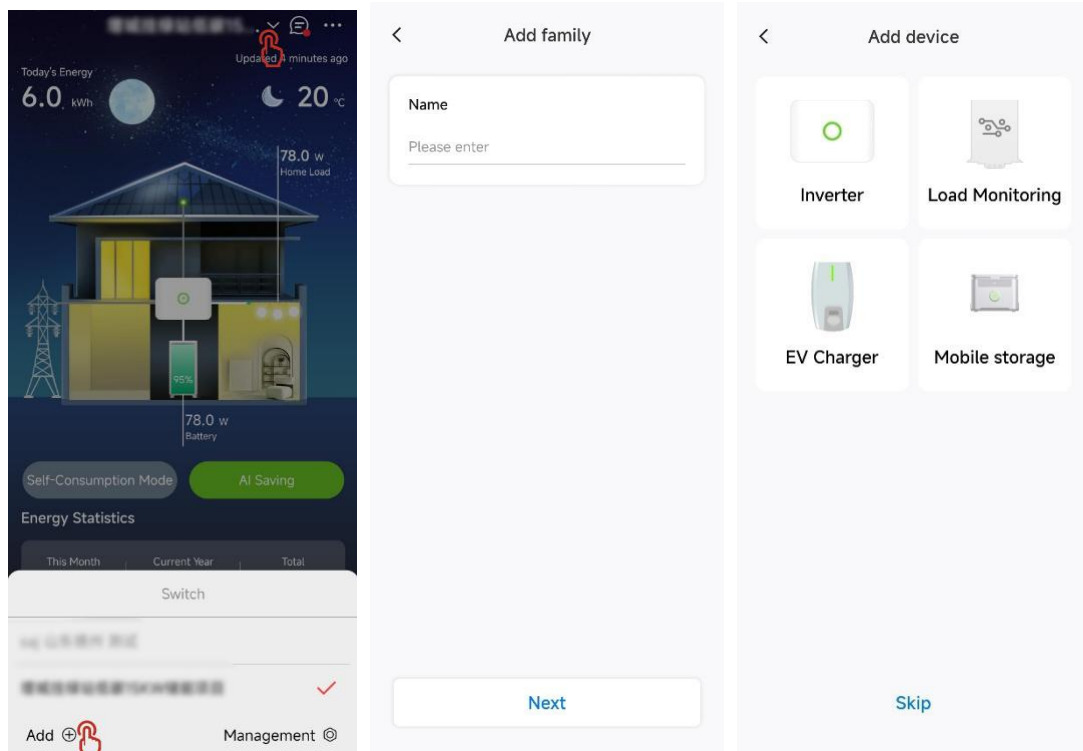 Updated 4 minutes ago
Today's Energy
6.0 kWh
20 °C
78.0 w
Home Load
95%
78.0 w
Battery
Self-Consumption Mode
AI Saving
Energy Statistics
This Month Current Year Total
Switch
Add
Management
Add family
Name
Please enter
Next
Add device
Inverter
Load Monitoring
EV Charger
Mobile storage
Skip